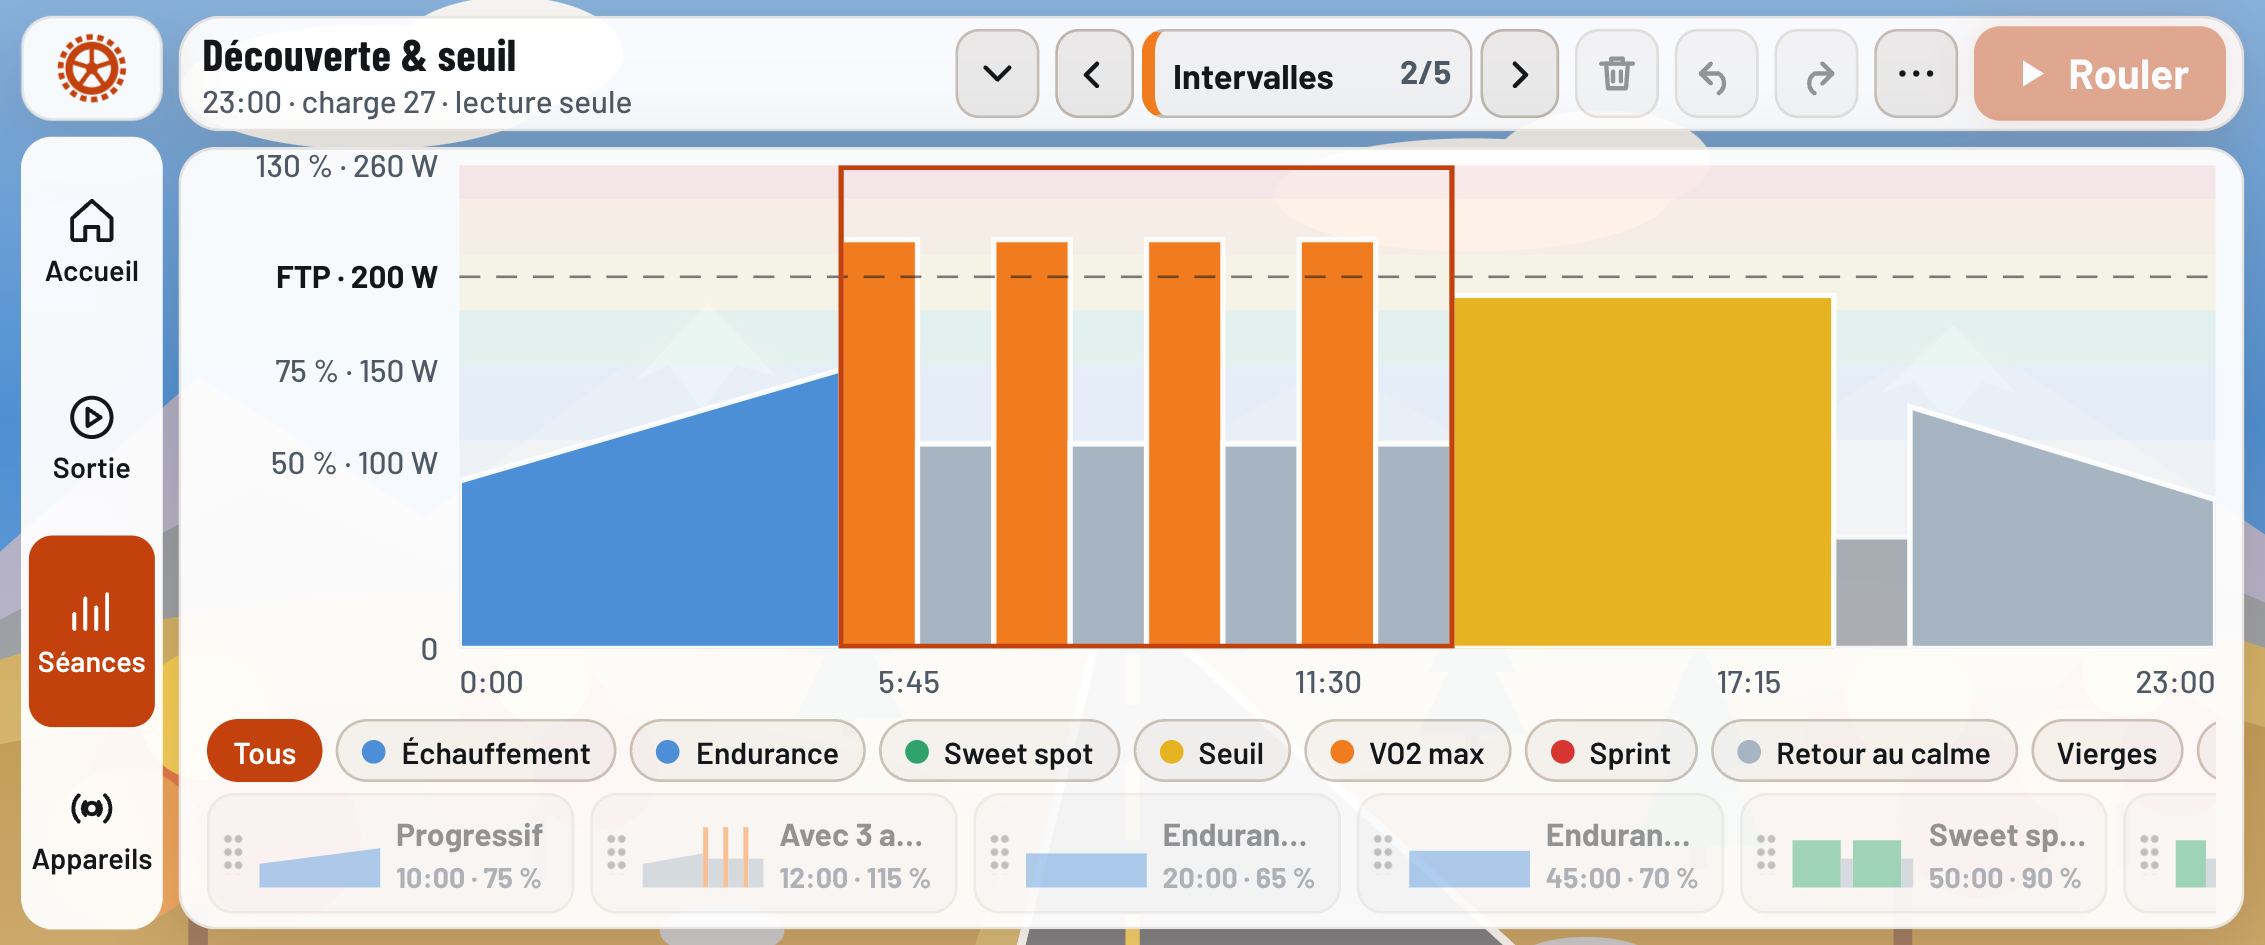 Découverte & seuil
23:00 · charge 27 · lecture seule
Intervalles 2/5
Rouler
Accueil
Sortie
Séances
Appareils
130 % · 260 W
FTP · 200 W
75 % · 150 W
50 % · 100 W
0
0:00 5:45 11:30 17:15 23:00
Tous Échauffement Endurance Sweet spot Seuil VO2 max Sprint Retour au calme Vierges
Progressif
10:00 · 75 %
Avec 3 a...
12:00 · 115 %
Enduran...
20:00 · 65 %
Enduran...
45:00 · 70 %
Sweet sp...
50:00 · 90 %